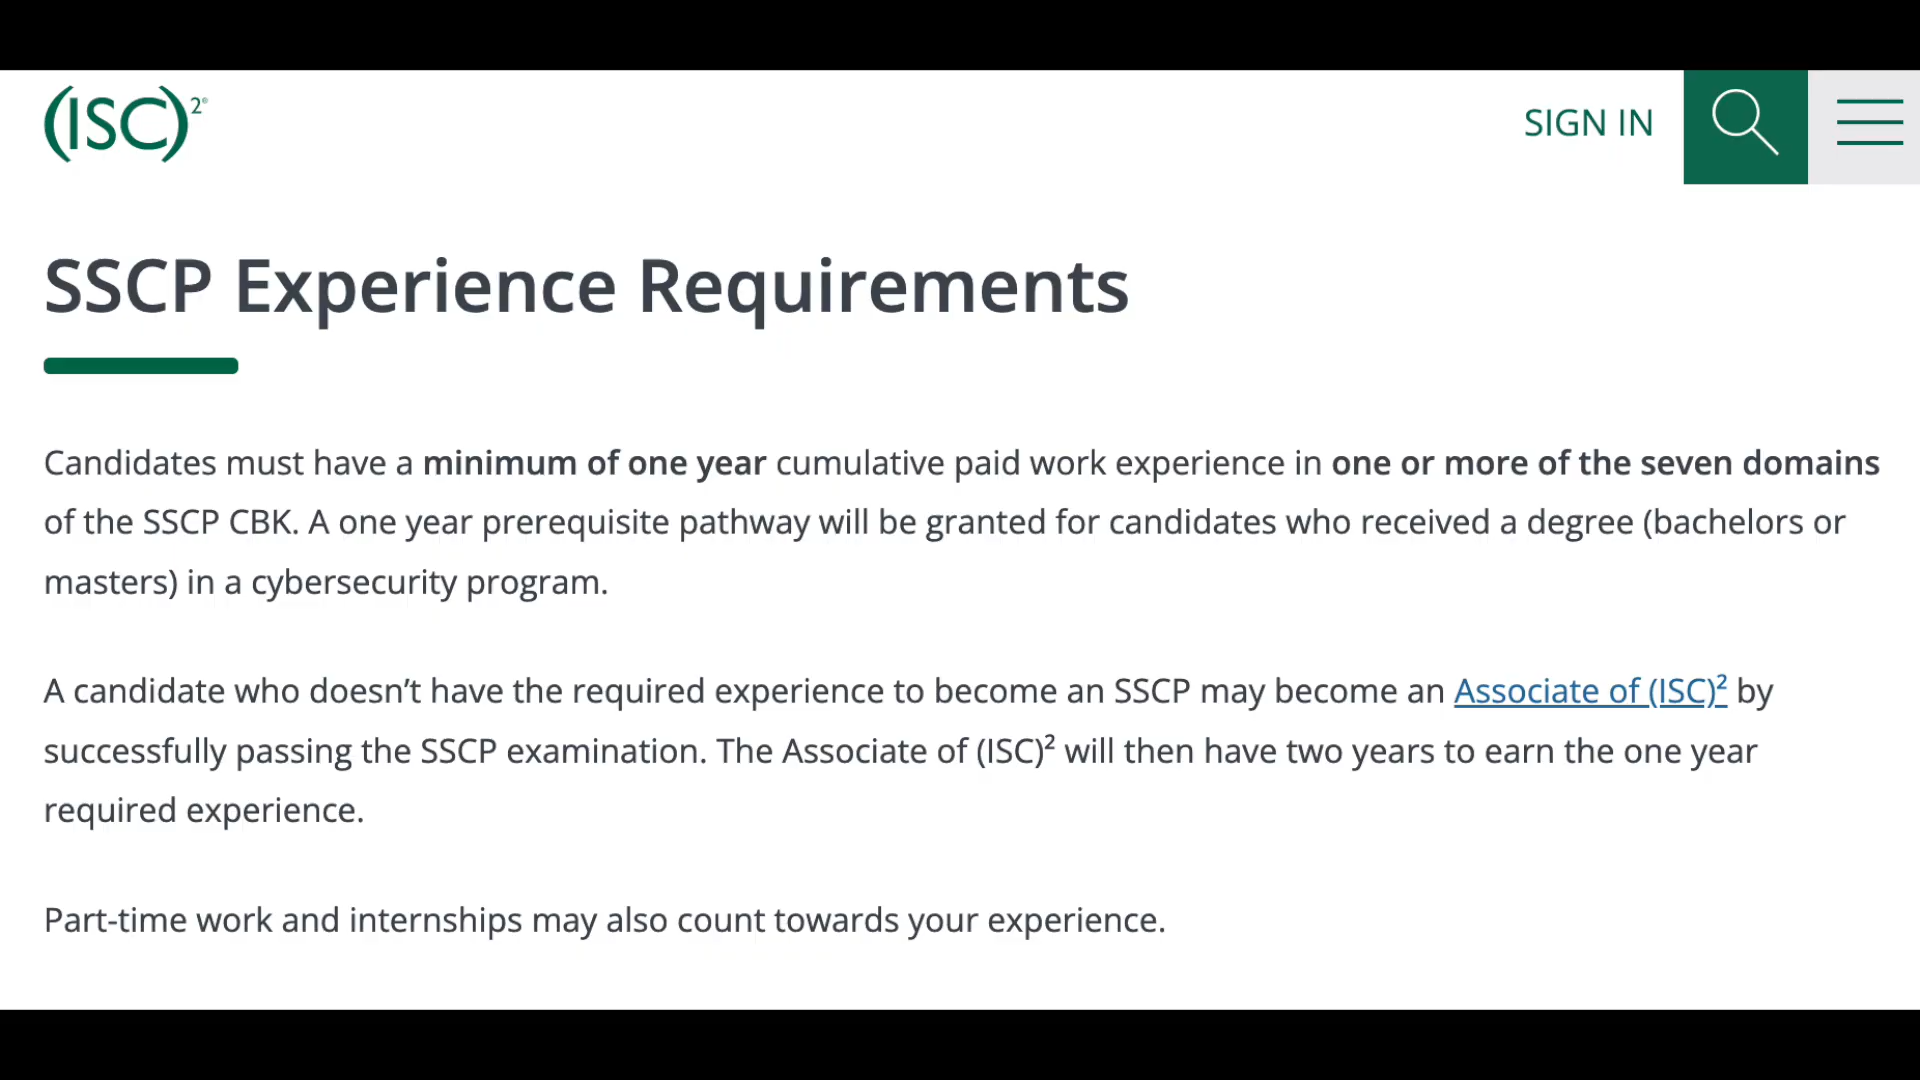 (ISC)²®
SIGN IN
SSCP Experience Requirements
Candidates must have a minimum of one year cumulative paid work experience in one or more of the seven domains
of the SSCP CBK. A one year prerequisite pathway will be granted for candidates who received a degree (bachelors or
masters) in a cybersecurity program.
A candidate who doesn’t have the required experience to become an SSCP may become an Associate of (ISC)² by
successfully passing the SSCP examination. The Associate of (ISC)² will then have two years to earn the one year
required experience.
Part-time work and internships may also count towards your experience.